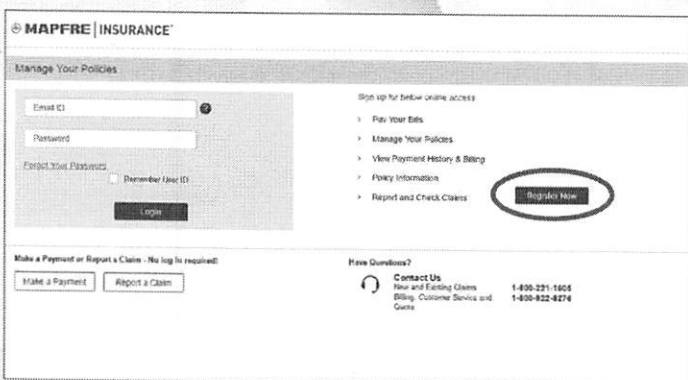 MAPFRE | INSURANCE
Manage Your Policies
Email ID
?
Password
Forgot Your Password
Remember User ID
Login
Sign up for below online access
> Pay Your Bills
> Manage Your Policies
> View Payment History & Billing
> Policy Information
> Report and Check Claims
Register Now
Make a Payment or Report a Claim - No log in required!
Make a Payment
Report a Claim
Have Questions?
Contact Us
New and Existing Claims 1-800-221-1605
Billing, Customer Service and 1-800-922-8276
Quote